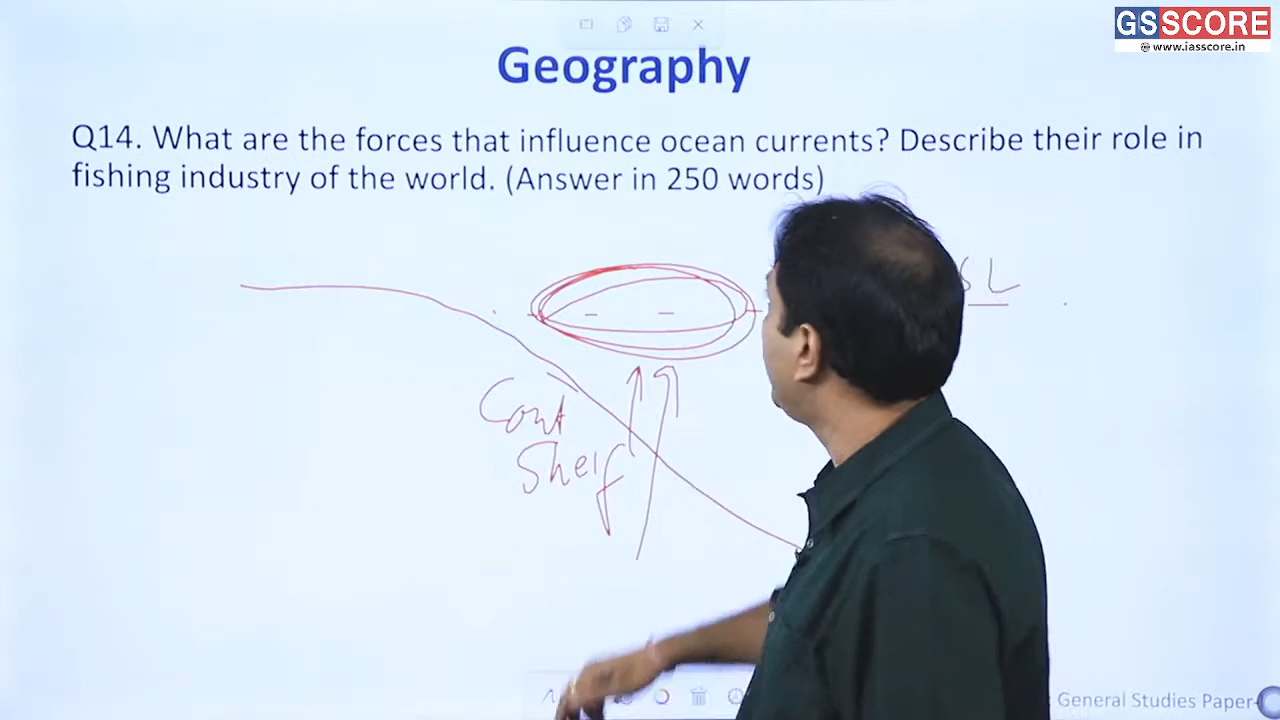 GSSCORE
www.iasscore.in
Geography
Q14. What are the forces that influence ocean currents? Describe their role in
fishing industry of the world. (Answer in 250 words)
SL
Cont
Shelf
General Studies Paper-